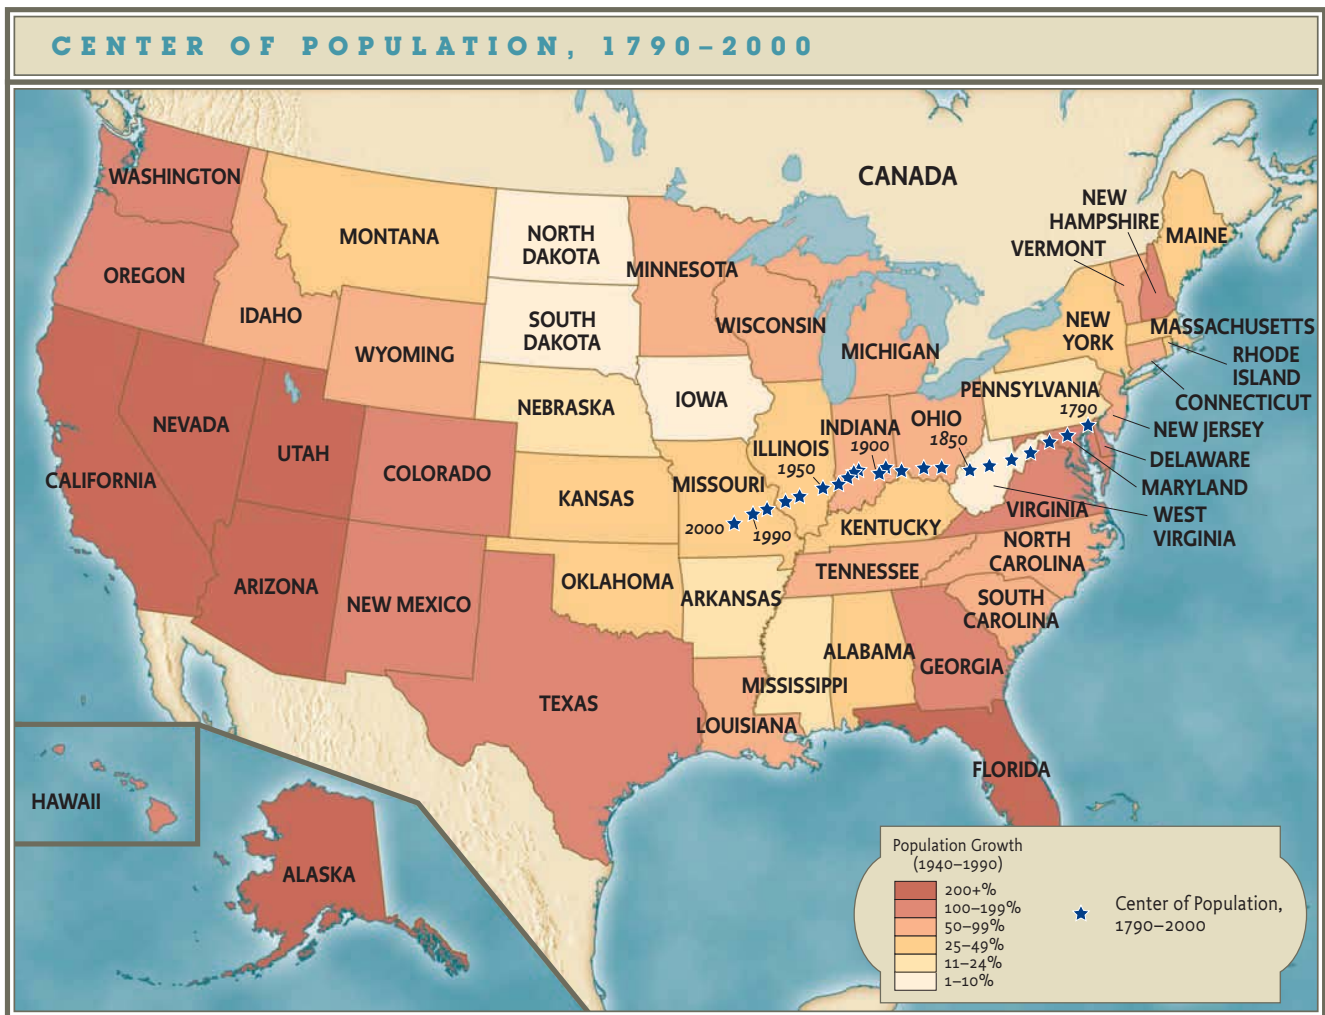 CENTER OF POPULATION, 1790–2000
CANADA
WASHINGTON
NEW
HAMPSHIRE
MONTANA
NORTH
DAKOTA
MAINE
VERMONT
OREGON
MINNESOTA
IDAHO
SOUTH
DAKOTA
WISCONSIN
NEW
YORK
MASSACHUSETTS
WYOMING
MICHIGAN
RHODE
ISLAND
PENNSYLVANIA
1790
CONNECTICUT
NEBRASKA
IOWA
NEVADA
INDIANA
1900
OHIO
1850
NEW JERSEY
UTAH
ILLINOIS
1950
DELAWARE
CALIFORNIA
COLORADO
KANSAS
MISSOURI
MARYLAND
VIRGINIA
WEST
VIRGINIA
2000
1990
KENTUCKY
NORTH
CAROLINA
ARIZONA
NEW MEXICO
OKLAHOMA
ARKANSAS
TENNESSEE
SOUTH
CAROLINA
ALABAMA
GEORGIA
MISSISSIPPI
TEXAS
LOUISIANA
FLORIDA
HAWAII
ALASKA
Population Growth
(1940–1990)
200+%
100–199%
50–99%
25–49%
11–24%
1–10%
Center of Population,
1790–2000